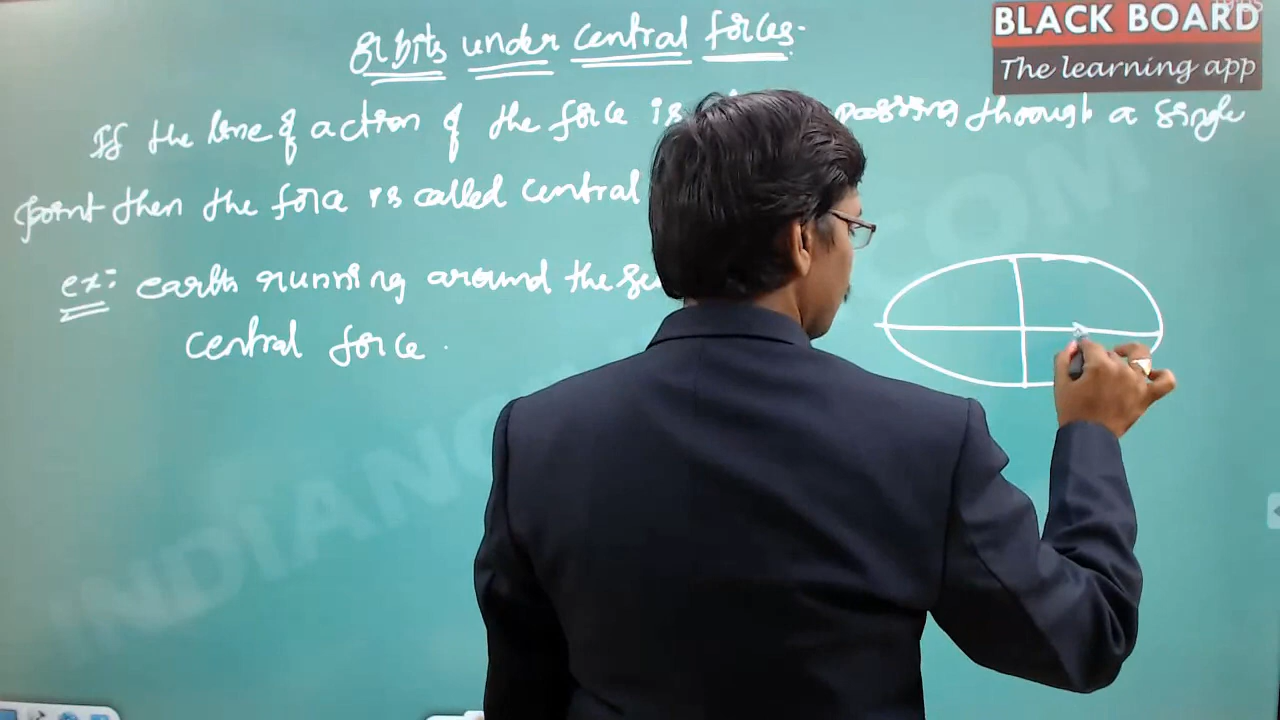 Orbits under central forces.
BLACK BOARD
The learning app
If the line of action of the force is passing through a single
point then the force is called central
ex: earth running around the
central force.